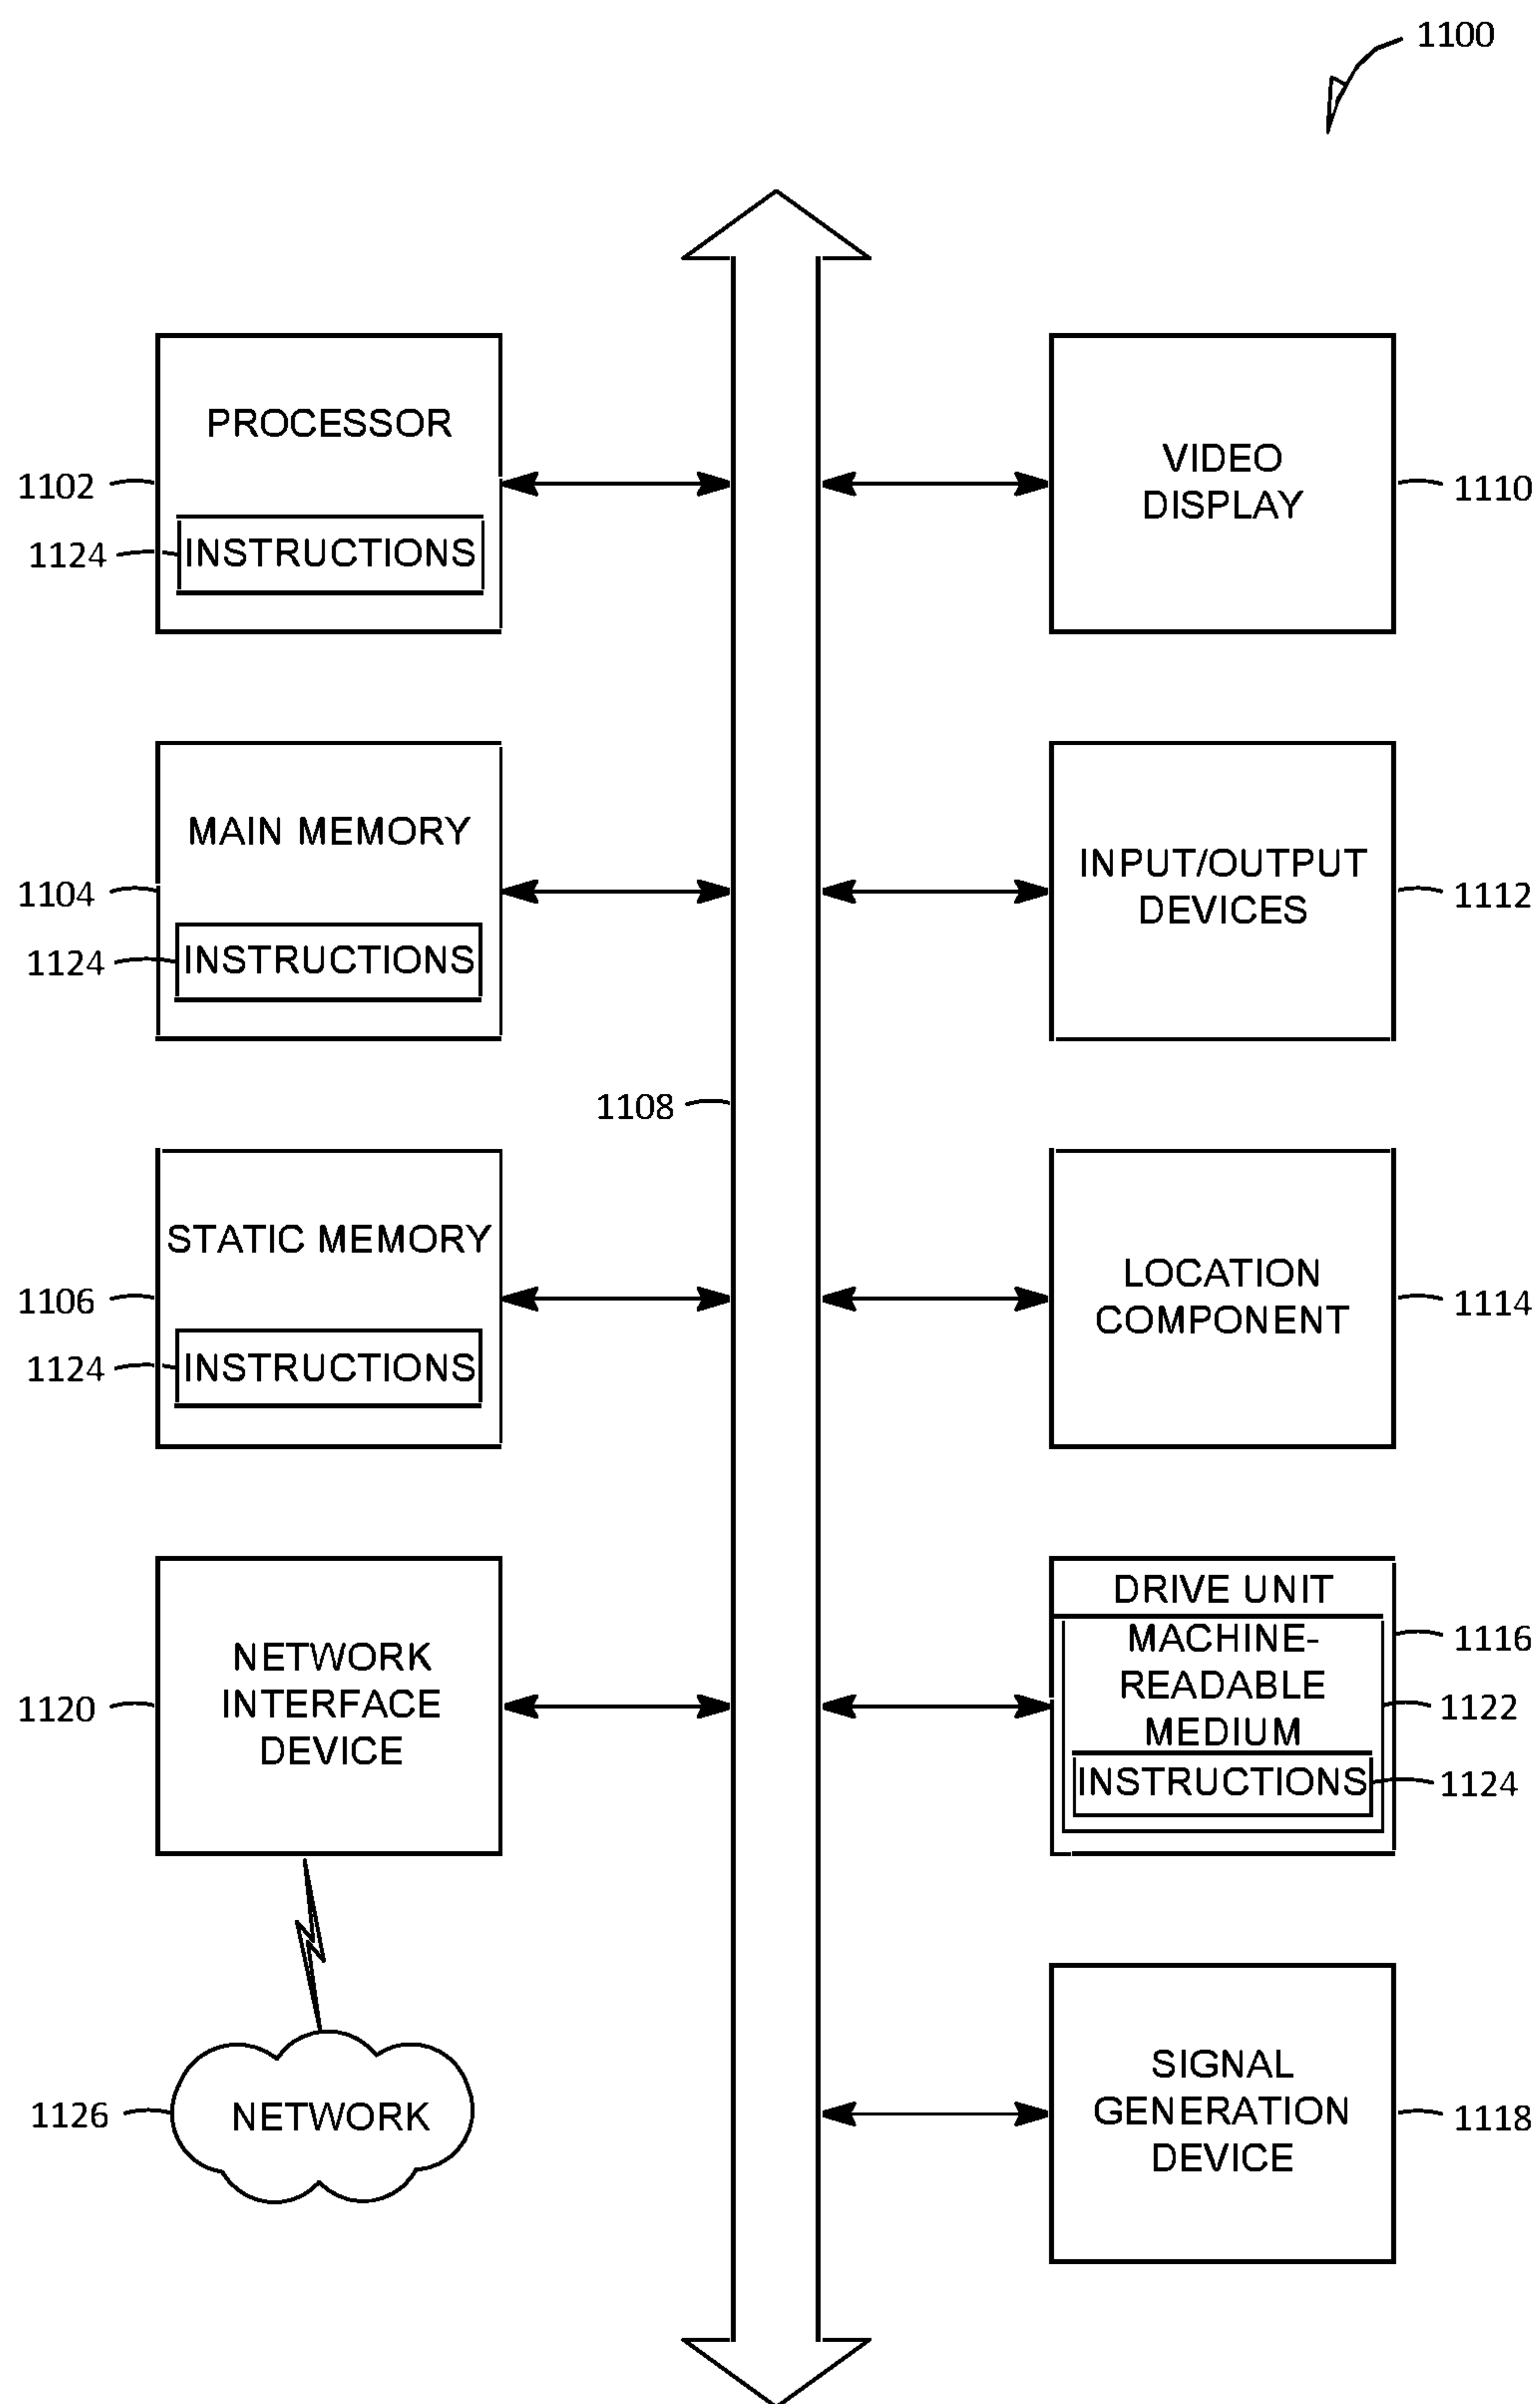 1100
PROCESSOR
1102
1124
INSTRUCTIONS
VIDEO
DISPLAY
1110
MAIN MEMORY
1104
1124
INSTRUCTIONS
INPUT/OUTPUT
DEVICES
1112
1108
STATIC MEMORY
1106
1124
INSTRUCTIONS
LOCATION
COMPONENT
1114
NETWORK
INTERFACE
DEVICE
1120
DRIVE UNIT
MACHINE-
READABLE
MEDIUM
INSTRUCTIONS
1116
1122
1124
NETWORK
1126
SIGNAL
GENERATION
DEVICE
1118